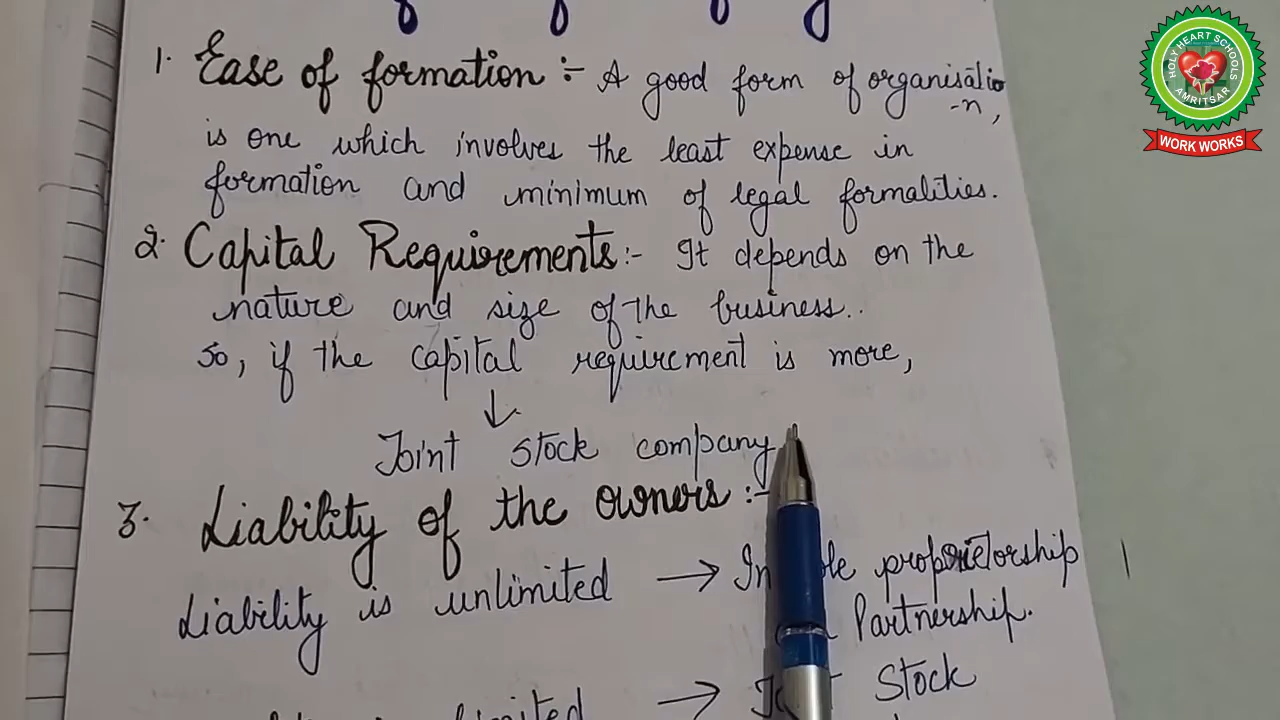 1. Ease of formation :- A good form of organisatio
-n,
is one which involves the least expense in
formation and minimum of legal formalities.
2. Capital Requirements:- It depends on the
nature and size of the business..
So, if the capital requirement is more,
↓
Joint stock company
3. Liability of the owners :-
Liability is unlimited → In proprietorship
Partnership.
limited → Stock
HOLY HEART SCHOOLS
AMRITSAR
WORK WORKS